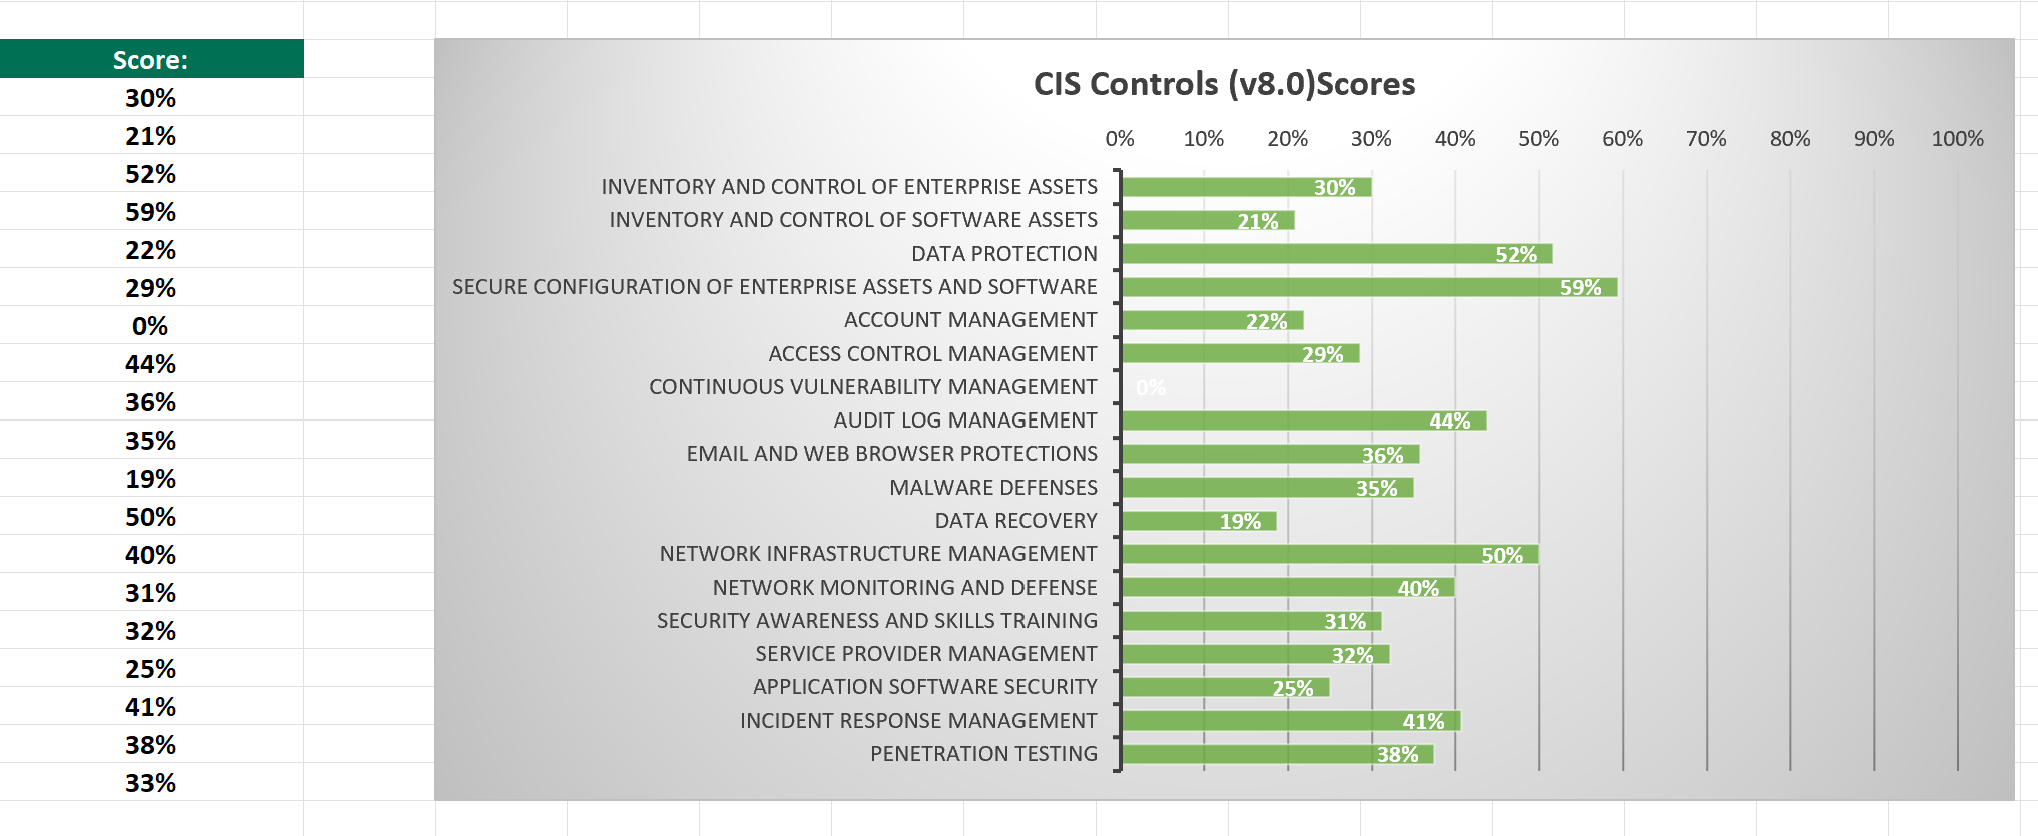 Score:
30%
21%
52%
59%
22%
29%
0%
44%
36%
35%
19%
50%
40%
31%
32%
25%
41%
38%
33%
CIS Controls (v8.0)Scores
0% 10% 20% 30% 40% 50% 60% 70% 80% 90% 100%
INVENTORY AND CONTROL OF ENTERPRISE ASSETS 30%
INVENTORY AND CONTROL OF SOFTWARE ASSETS 21%
DATA PROTECTION 52%
SECURE CONFIGURATION OF ENTERPRISE ASSETS AND SOFTWARE 59%
ACCOUNT MANAGEMENT 22%
ACCESS CONTROL MANAGEMENT 29%
CONTINUOUS VULNERABILITY MANAGEMENT 0%
AUDIT LOG MANAGEMENT 44%
EMAIL AND WEB BROWSER PROTECTIONS 36%
MALWARE DEFENSES 35%
DATA RECOVERY 19%
NETWORK INFRASTRUCTURE MANAGEMENT 50%
NETWORK MONITORING AND DEFENSE 40%
SECURITY AWARENESS AND SKILLS TRAINING 31%
SERVICE PROVIDER MANAGEMENT 32%
APPLICATION SOFTWARE SECURITY 25%
INCIDENT RESPONSE MANAGEMENT 41%
PENETRATION TESTING 38%